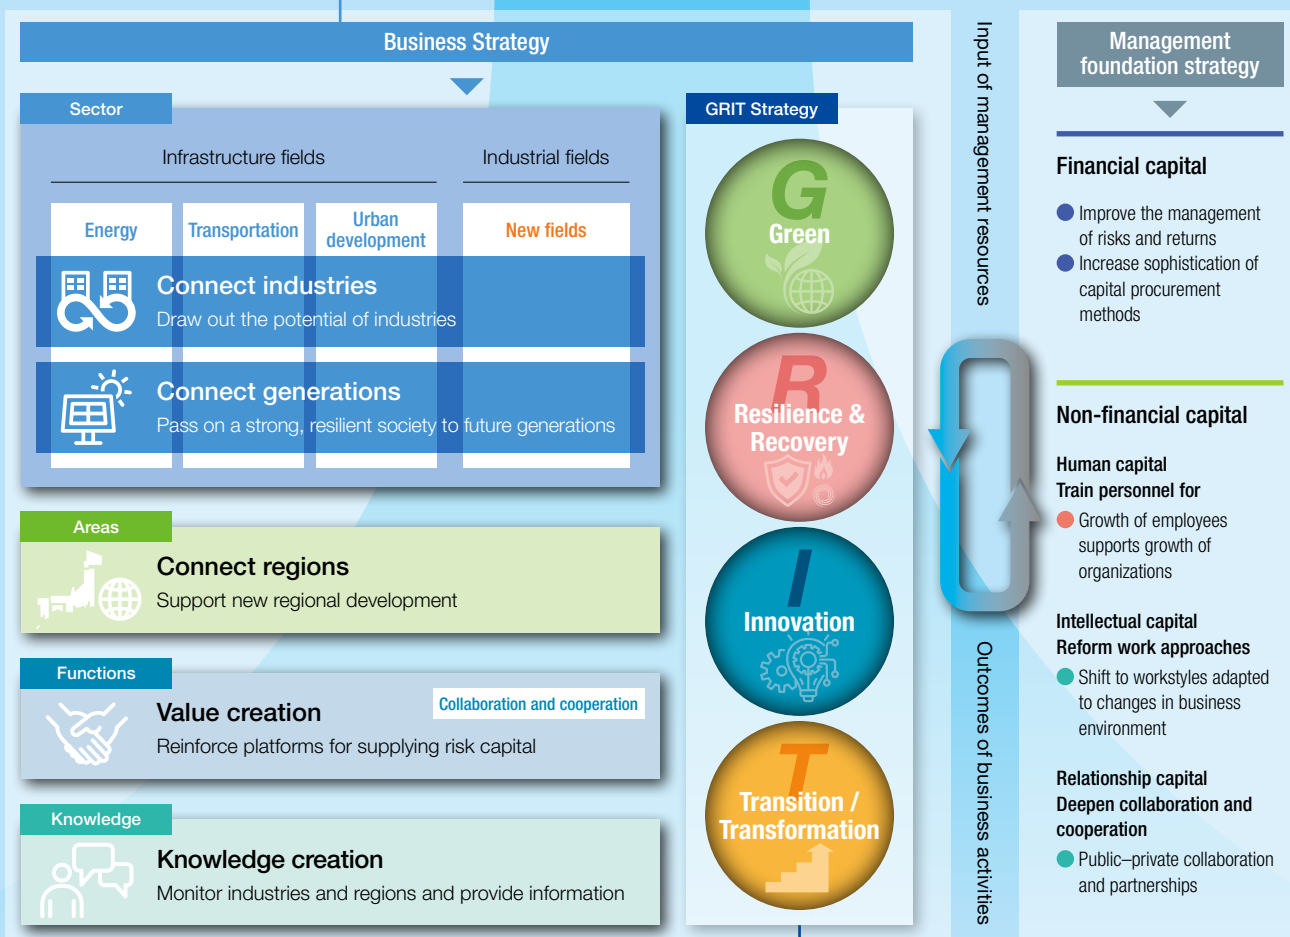 Business Strategy
Sector
Infrastructure fields
Industrial fields
Energy
Transportation
Urban
development
New fields
Connect industries
Draw out the potential of industries
Connect generations
Pass on a strong, resilient society to future generations
Areas
Connect regions
Support new regional development
Functions
Value creation
Collaboration and cooperation
Reinforce platforms for supplying risk capital
Knowledge
Knowledge creation
Monitor industries and regions and provide information
GRIT Strategy
G
Green
R
Resilience &
Recovery
I
Innovation
T
Transition /
Transformation
Input of management resources
Outcomes of business activities
Management
foundation strategy
Financial capital
Improve the management
of risks and returns
Increase sophistication of
capital procurement
methods
Non-financial capital
Human capital
Train personnel for
Growth of employees
supports growth of
organizations
Intellectual capital
Reform work approaches
Shift to workstyles adapted
to changes in business
environment
Relationship capital
Deepen collaboration and
cooperation
Public–private collaboration
and partnerships